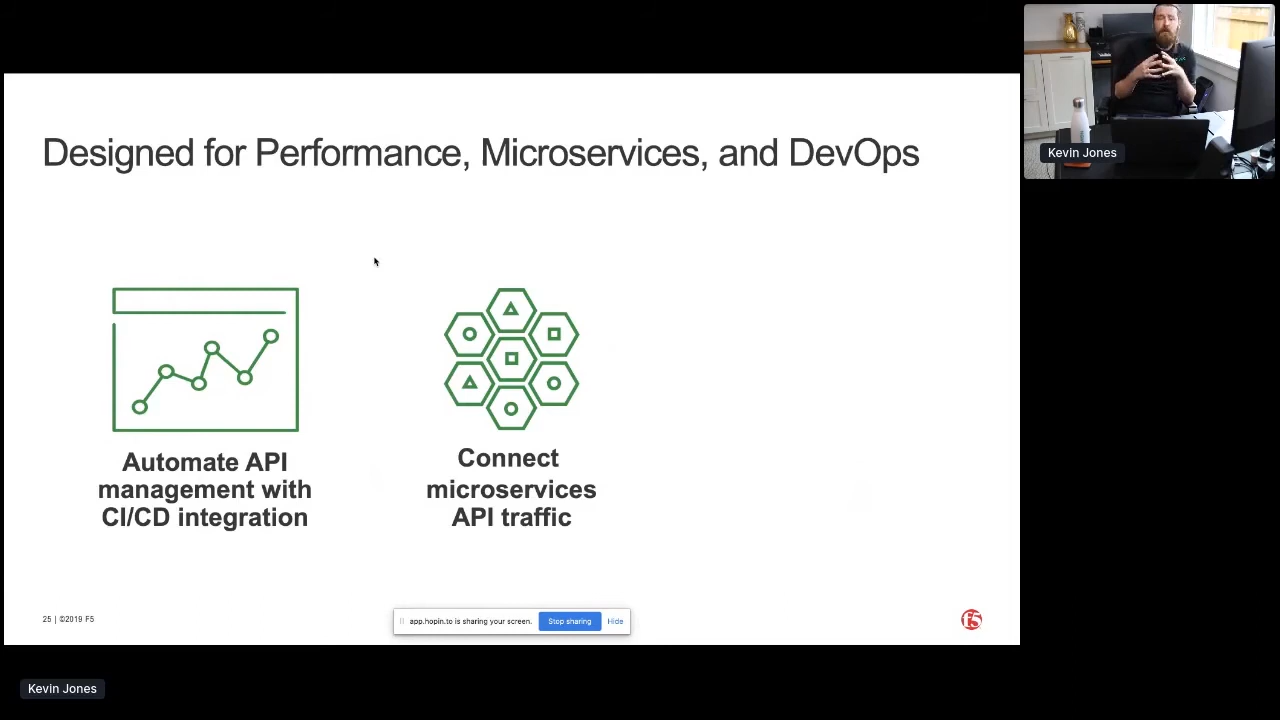 Designed for Performance, Microservices, and DevOps
Kevin Jones
Automate API
management with
CI/CD integration
Connect
microservices
API traffic
25 | ©2019 F5
app.hopin.to is sharing your screen.
Stop sharing
Hide
f5
Kevin Jones